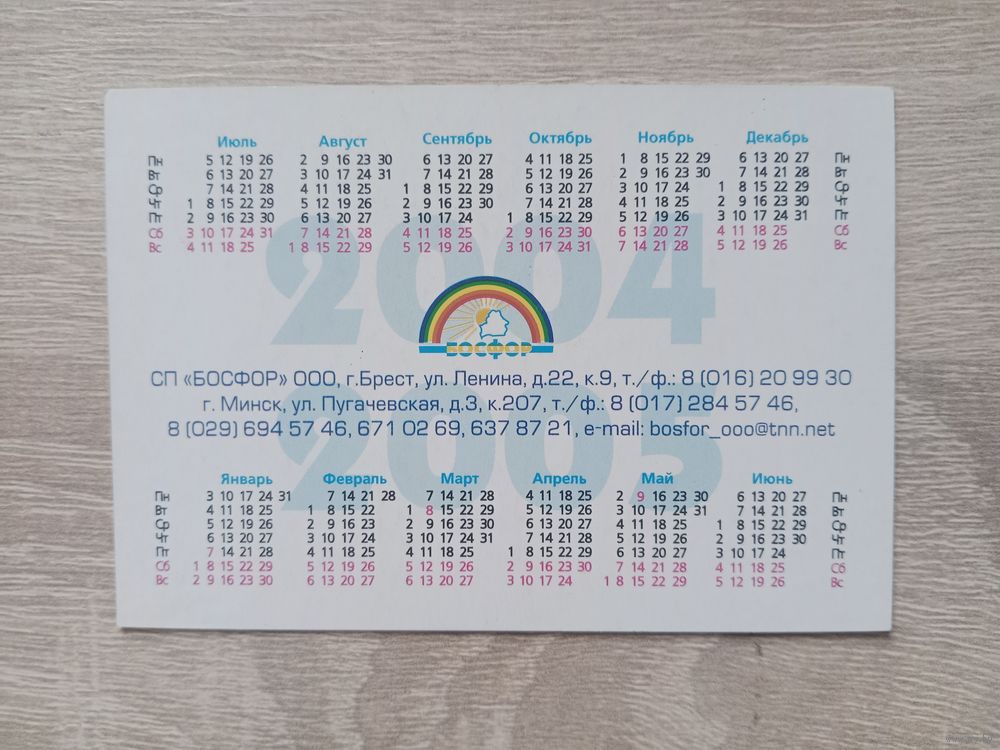 Июль Август Сентябрь Октябрь Ноябрь Декабрь
Пн 5 12 19 26 2 9 16 23 30 6 13 20 27 4 11 18 25 1 8 15 22 29 6 13 20 27 Пн
Вт 6 13 20 27 3 10 17 24 31 7 14 21 28 5 12 19 26 2 9 16 23 30 7 14 21 28 Вт
Ср 7 14 21 28 4 11 18 25 1 8 15 22 29 6 13 20 27 3 10 17 24 1 8 15 22 29 Ср
Чт 1 8 15 22 29 5 12 19 26 2 9 16 23 30 7 14 21 28 4 11 18 25 2 9 16 23 30 Чт
Пт 2 9 16 23 30 6 13 20 27 3 10 17 24 1 8 15 22 29 5 12 19 26 3 10 17 24 31 Пт
Сб 3 10 17 24 31 7 14 21 28 4 11 18 25 2 9 16 23 30 6 13 20 27 4 11 18 25 Сб
Вс 4 11 18 25 1 8 15 22 29 5 12 19 26 3 10 17 24 31 7 14 21 28 5 12 19 26 Вс
2004
БОСФОР
СП «БОСФОР» ООО, г.Брест, ул. Ленина, д.22, к.9, т./ф.: 8 (016) 20 99 30
г. Минск, ул. Пугачевская, д.3, к.207, т./ф.: 8 (017) 284 57 46,
8 (029) 694 57 46, 671 02 69, 637 87 21, e-mail: bosfor_ooo@tnn.net
2005
Январь Февраль Март Апрель Май Июнь
Пн 3 10 17 24 31 7 14 21 28 7 14 21 28 4 11 18 25 2 9 16 23 30 6 13 20 27 Пн
Вт 4 11 18 25 1 8 15 22 1 8 15 22 29 5 12 19 26 3 10 17 24 31 7 14 21 28 Вт
Ср 5 12 19 26 2 9 16 23 2 9 16 23 30 6 13 20 27 4 11 18 25 1 8 15 22 29 Ср
Чт 6 13 20 27 3 10 17 24 3 10 17 24 31 7 14 21 28 5 12 19 26 2 9 16 23 30 Чт
Пт 7 14 21 28 4 11 18 25 4 11 18 25 1 8 15 22 29 6 13 20 27 3 10 17 24 Пт
Сб 1 8 15 22 29 5 12 19 26 5 12 19 26 2 9 16 23 30 7 14 21 28 4 11 18 25 Сб
Вс 2 9 16 23 30 6 13 20 27 6 13 20 27 3 10 17 24 1 8 15 22 29 5 12 19 26 Вс